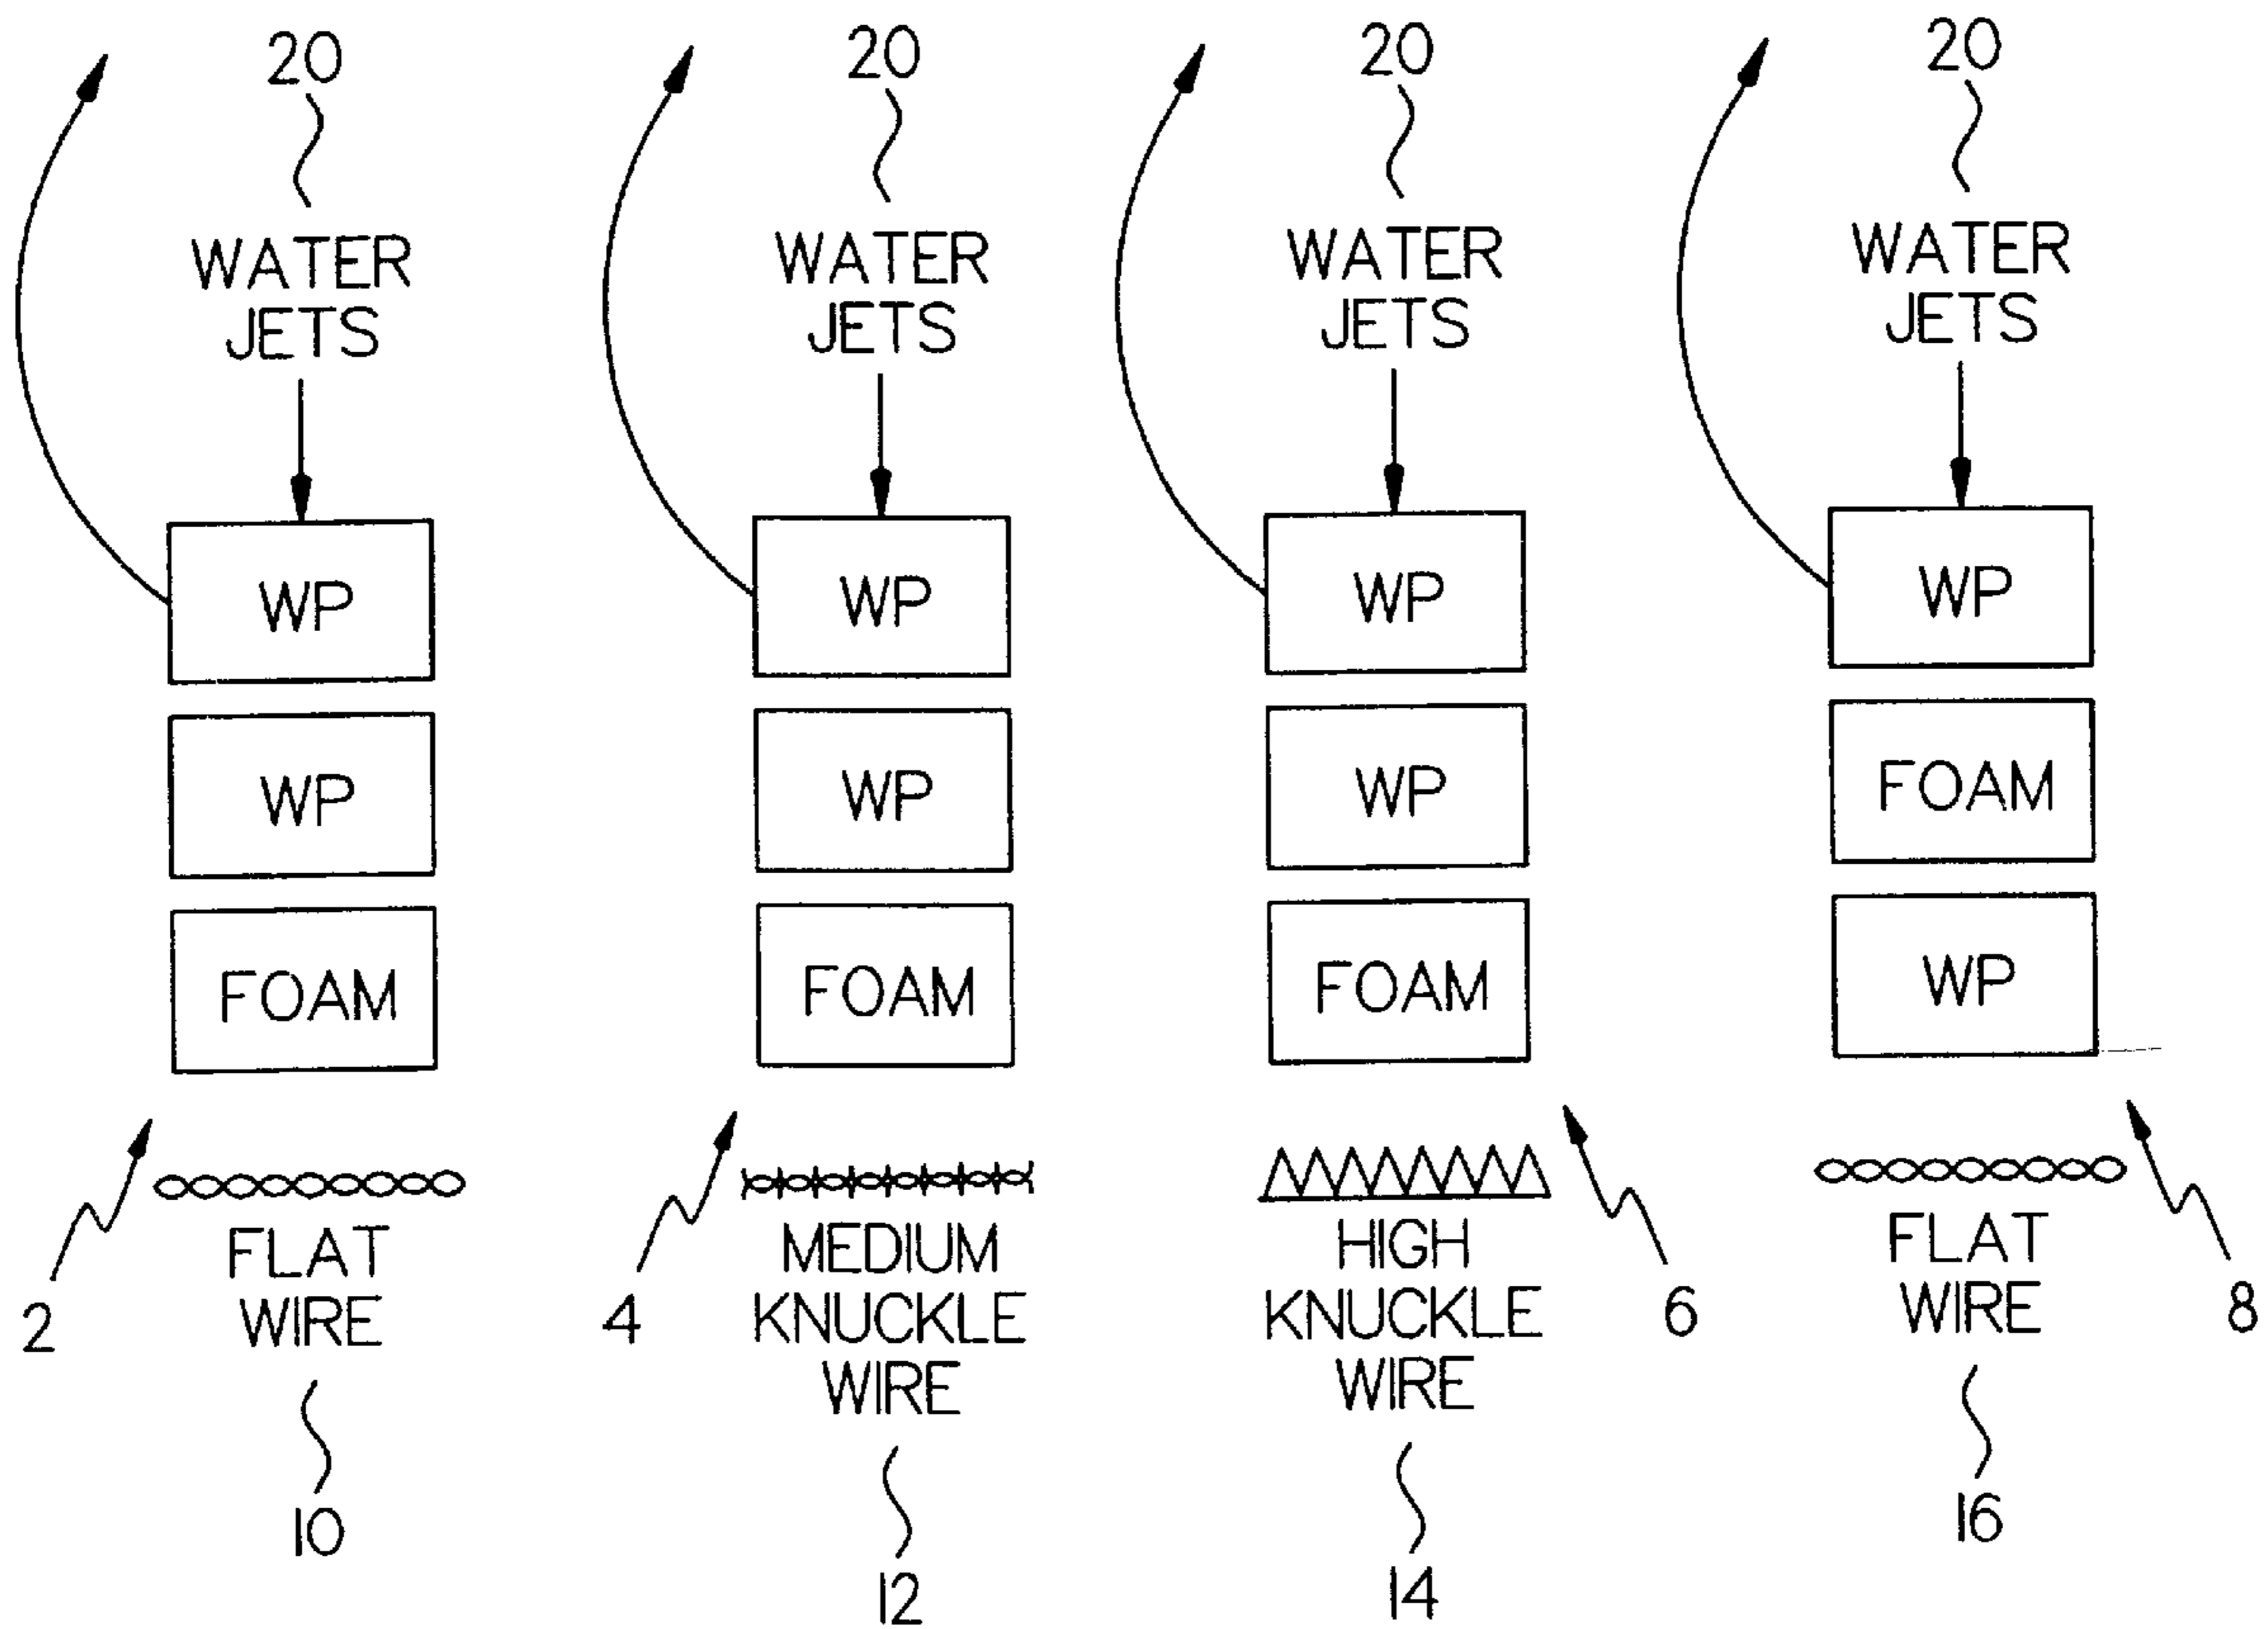 20
WATER
JETS
WP
WP
FOAM
2
FLAT
WIRE
10
20
WATER
JETS
WP
WP
FOAM
4
MEDIUM
KNUCKLE
WIRE
12
20
WATER
JETS
WP
WP
FOAM
HIGH
KNUCKLE
WIRE
6
14
20
WATER
JETS
WP
FOAM
WP
FLAT
WIRE
8
16